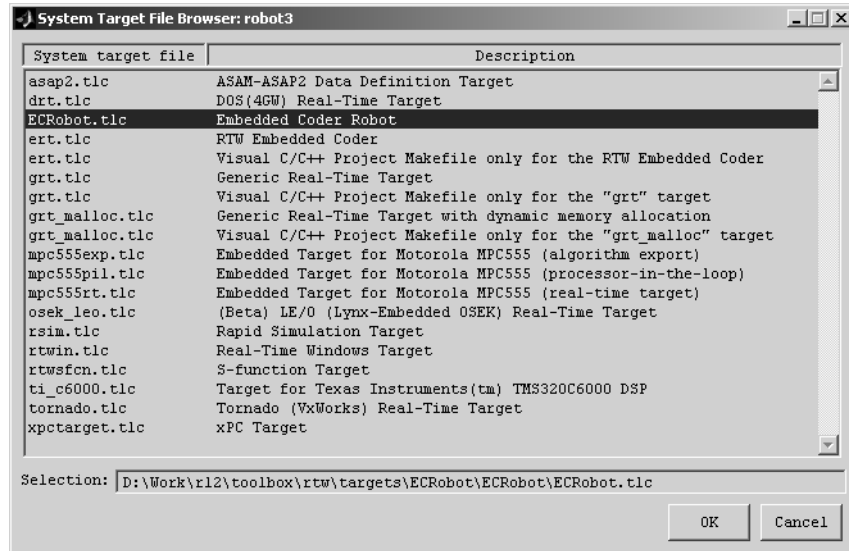 System Target File Browser: robot3
System target file Description
asap2.tlc ASAM-ASAP2 Data Definition Target
drt.tlc DOS(4GW) Real-Time Target
ECRobot.tlc Embedded Coder Robot
ert.tlc RTW Embedded Coder
ert.tlc Visual C/C++ Project Makefile only for the RTW Embedded Coder
grt.tlc Generic Real-Time Target
grt.tlc Visual C/C++ Project Makefile only for the "grt" target
grt_malloc.tlc Generic Real-Time Target with dynamic memory allocation
grt_malloc.tlc Visual C/C++ Project Makefile only for the "grt_malloc" target
mpc555exp.tlc Embedded Target for Motorola MPC555 (algorithm export)
mpc555pil.tlc Embedded Target for Motorola MPC555 (processor-in-the-loop)
mpc555rt.tlc Embedded Target for Motorola MPC555 (real-time target)
osek_leo.tlc (Beta) LE/O (Lynx-Embedded OSEK) Real-Time Target
rsim.tlc Rapid Simulation Target
rtwin.tlc Real-Time Windows Target
rtwsfcn.tlc S-function Target
ti_c6000.tlc Target for Texas Instruments(tm) TMS320C6000 DSP
tornado.tlc Tornado (VxWorks) Real-Time Target
xpctarget.tlc xPC Target
Selection: D:\Work\r12\toolbox\rtw\targets\ECRobot\ECRobot\ECRobot.tlc
OK Cancel